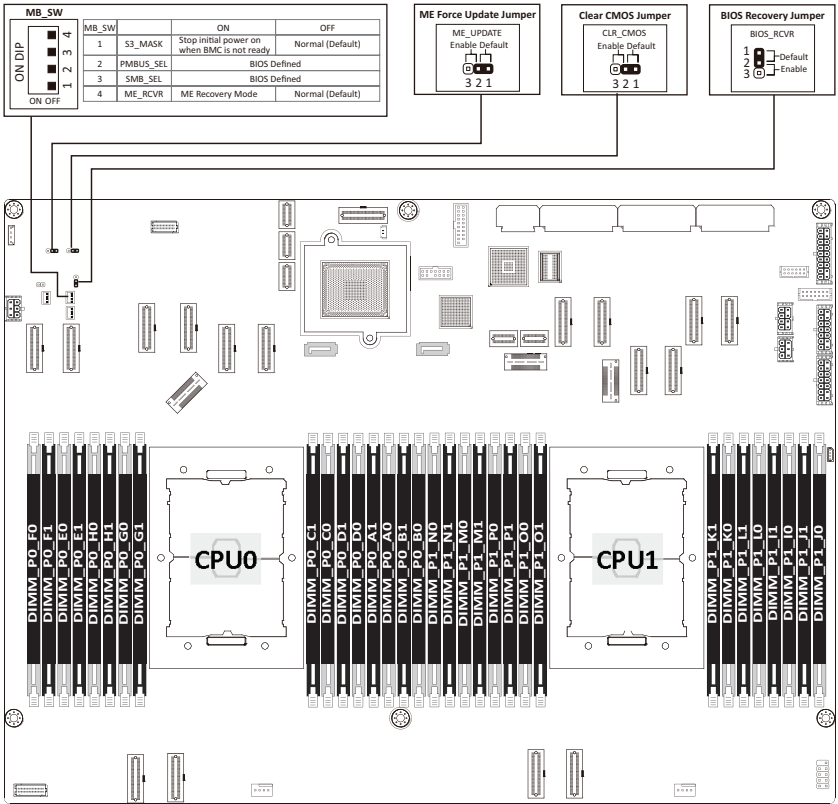 MB_SW
ME Force Update Jumper
Clear CMOS Jumper
BIOS Recovery Jumper
ON DIP
1 2 3 4
ON OFF
MB_SW ON OFF
1 S3_MASK Stop initial power on when BMC is not ready Normal (Default)
2 PMBUS_SEL BIOS Defined
3 SMB_SEL BIOS Defined
4 ME_RCVR ME Recovery Mode Normal (Default)
ME_UPDATE
Enable Default
3 2 1
CLR_CMOS
Enable Default
3 2 1
BIOS_RCVR
1
2
3
Default
Enable
DIMM_P0_F0
DIMM_P0_F1
DIMM_P0_E0
DIMM_P0_E1
DIMM_P0_H0
DIMM_P0_H1
DIMM_P0_G0
DIMM_P0_G1
CPU0
DIMM_P0_C1
DIMM_P0_C0
DIMM_P0_D1
DIMM_P0_D0
DIMM_P0_A1
DIMM_P0_A0
DIMM_P0_B1
DIMM_P0_B0
DIMM_P1_N0
DIMM_P1_N1
DIMM_P1_M0
DIMM_P1_M1
DIMM_P1_P0
DIMM_P1_P1
DIMM_P1_O0
DIMM_P1_O1
CPU1
DIMM_P1_K1
DIMM_P1_K0
DIMM_P1_L1
DIMM_P1_L0
DIMM_P1_I1
DIMM_P1_I0
DIMM_P1_J1
DIMM_P1_J0